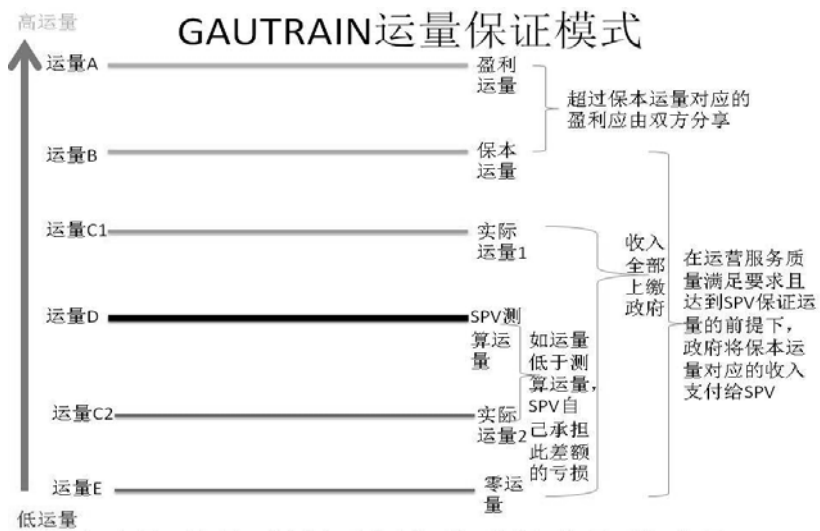 高运量
GAUTRAIN运量保证模式
运量A
盈利
运量
超过保本运量对应的
盈利应由双方分享
运量B
保本
运量
运量C1
实际
运量1
收入
全部
上缴
政府
在运营服务质
量满足要求且
达到SPV保证运
量的前提下，
政府将保本运
量对应的收入
支付给SPV
运量D
SPV测
算运
量
如运量
低于测
算运量，
SPV自
己承担
此差额
的亏损
运量C2
实际
运量2
运量E
零运
量
低运量